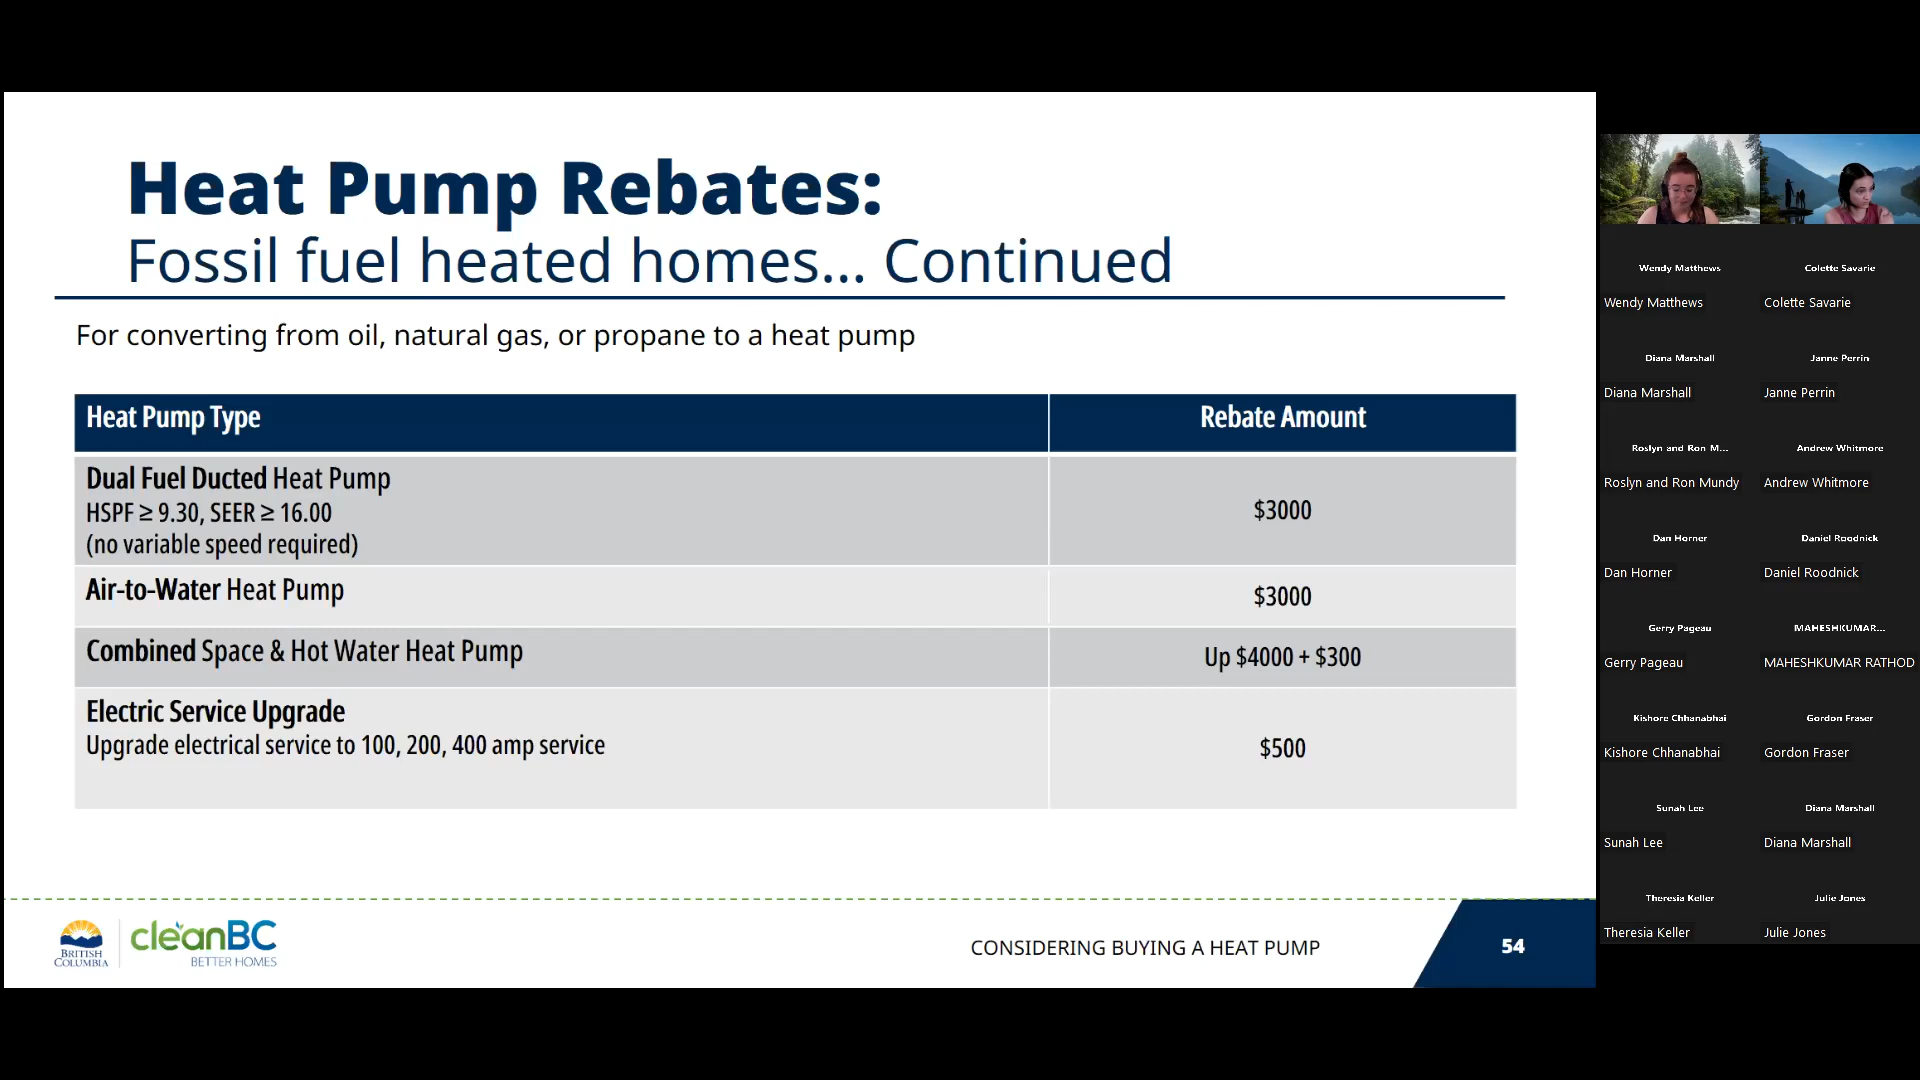 Heat Pump Rebates:
Fossil fuel heated homes... Continued
For converting from oil, natural gas, or propane to a heat pump
Heat Pump Type
Rebate Amount
Dual Fuel Ducted Heat Pump
HSPF ≥ 9.30, SEER ≥ 16.00
(no variable speed required)
$3000
Air-to-Water Heat Pump
$3000
Combined Space & Hot Water Heat Pump
Up $4000 + $300
Electric Service Upgrade
Upgrade electrical service to 100, 200, 400 amp service
$500
BRITISH
COLUMBIA
cleanBC
BETTER HOMES
CONSIDERING BUYING A HEAT PUMP
54
Wendy Matthews
Colette Savarie
Wendy Matthews
Colette Savarie
Diana Marshall
Janne Perrin
Diana Marshall
Janne Perrin
Roslyn and Ron M...
Andrew Whitmore
Roslyn and Ron Mundy
Andrew Whitmore
Dan Horner
Daniel Roodnick
Dan Horner
Daniel Roodnick
Gerry Pageau
MAHESHKUMAR...
Gerry Pageau
MAHESHKUMAR RATHOD
Kishore Chhanabhai
Gordon Fraser
Kishore Chhanabhai
Gordon Fraser
Sunah Lee
Diana Marshall
Sunah Lee
Diana Marshall
Theresia Keller
Julie Jones
Theresia Keller
Julie Jones